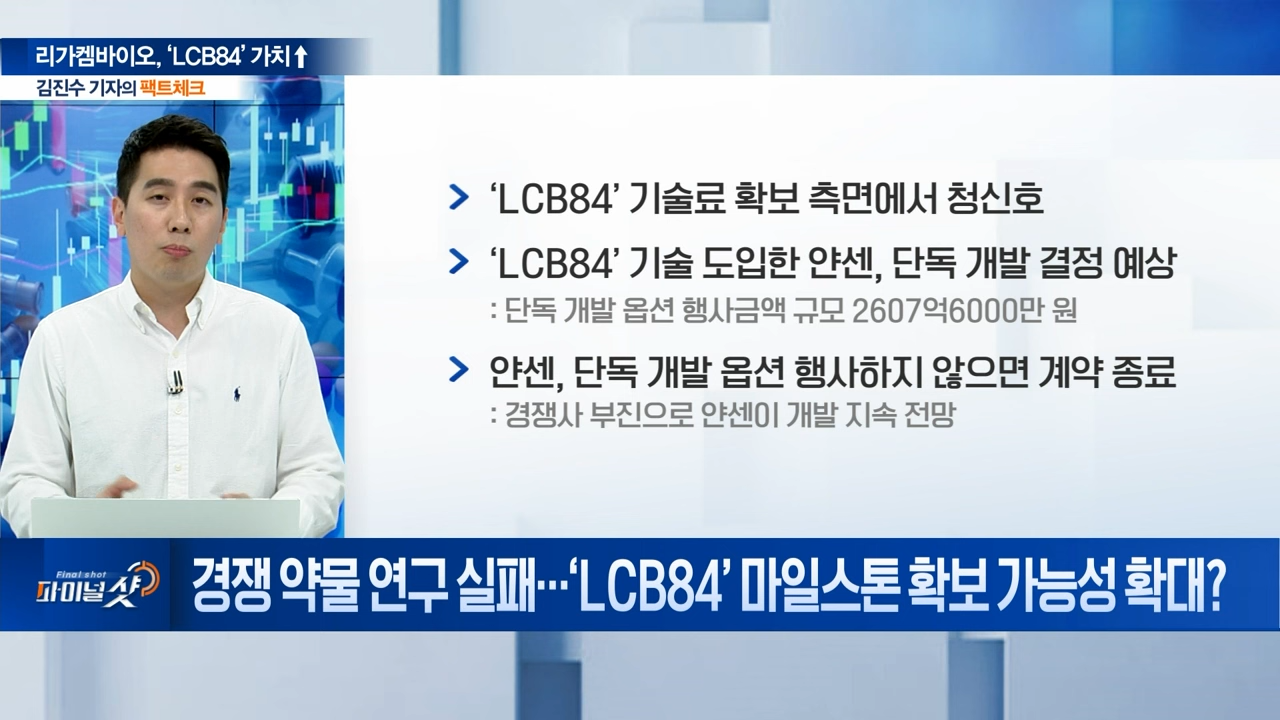 리가켐바이오, ‘LCB84’ 가치↑
김진수 기자의 팩트체크
‘LCB84’ 기술료 확보 측면에서 청신호
‘LCB84’ 기술 도입한 얀센, 단독 개발 결정 예상
: 단독 개발 옵션 행사금액 규모 2607억6000만 원
얀센, 단독 개발 옵션 행사하지 않으면 계약 종료
: 경쟁사 부진으로 얀센이 개발 지속 전망
Final shot
파이널샷
경쟁 약물 연구 실패…‘LCB84’ 마일스톤 확보 가능성 확대?